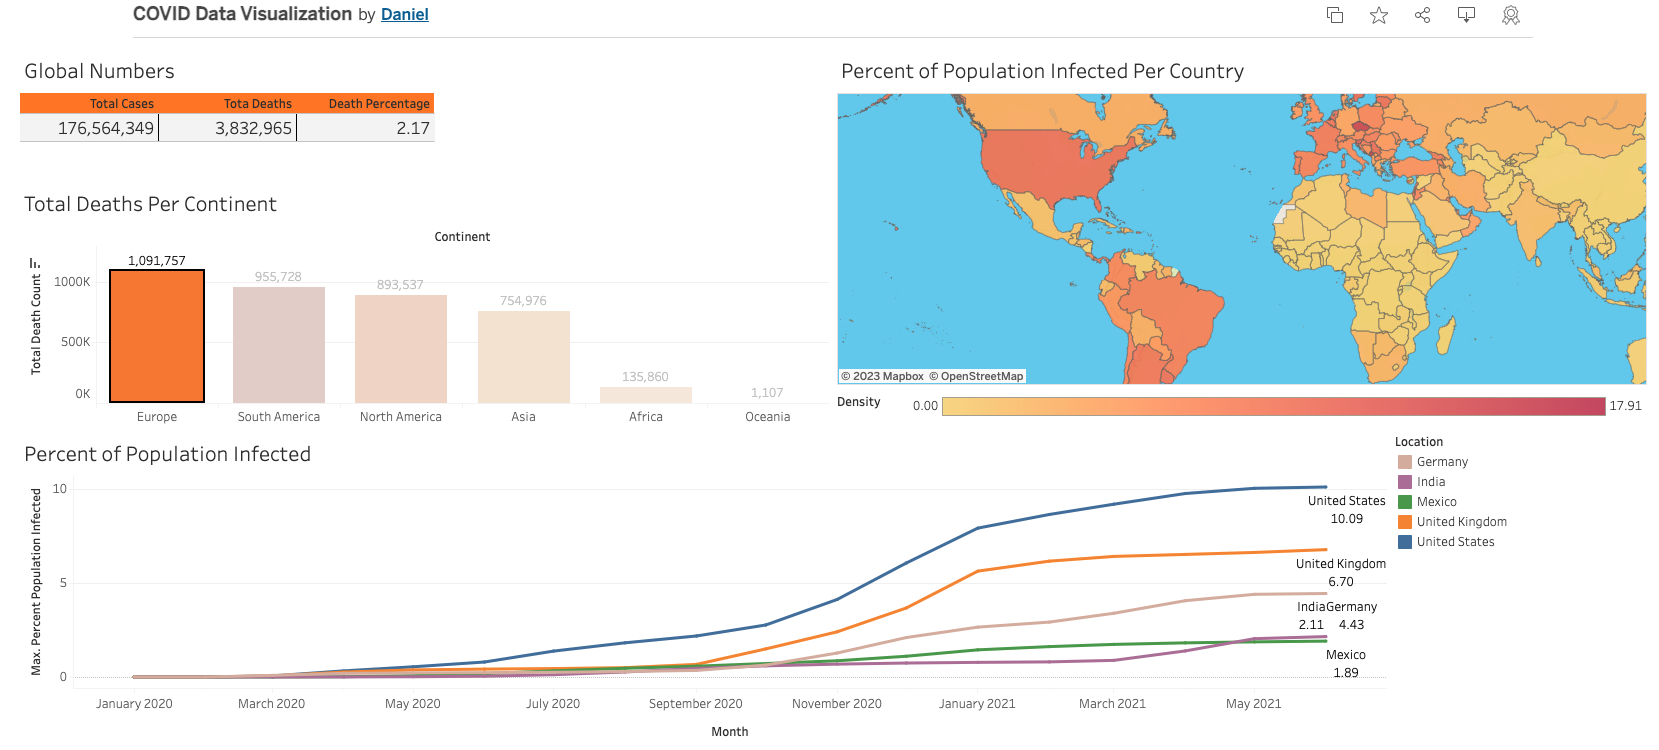 COVID Data Visualization by Daniel
Global Numbers
Total Cases Tota Deaths Death Percentage
176,564,349 3,832,965 2.17
Total Deaths Per Continent
Continent
Total Death Count
1000K
500K
0K
1,091,757
955,728
893,537
754,976
135,860
1,107
Europe South America North America Asia Africa Oceania
Percent of Population Infected Per Country
© 2023 Mapbox © OpenStreetMap
Density 0.00 17.91
Percent of Population Infected
Max. Percent Population Infected
10
5
0
United States
10.09
United Kingdom
6.70
IndiaGermany
2.11 4.43
Mexico
1.89
January 2020 March 2020 May 2020 July 2020 September 2020 November 2020 January 2021 March 2021 May 2021
Month
Location
Germany
India
Mexico
United Kingdom
United States